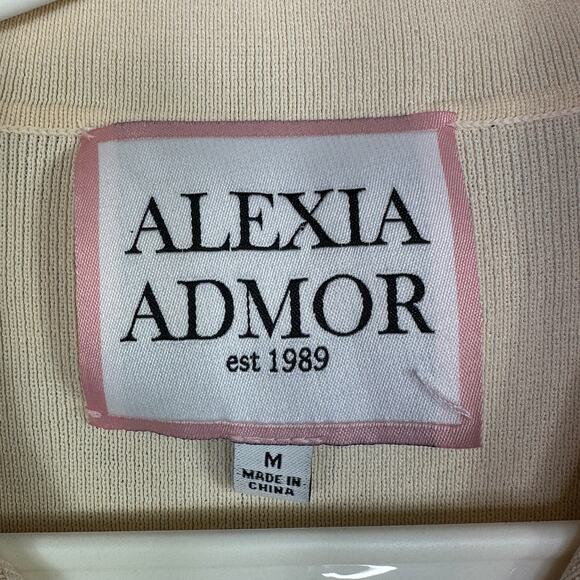 ALEXIA
ADMOR
est 1989
M
MADE IN
CHINA